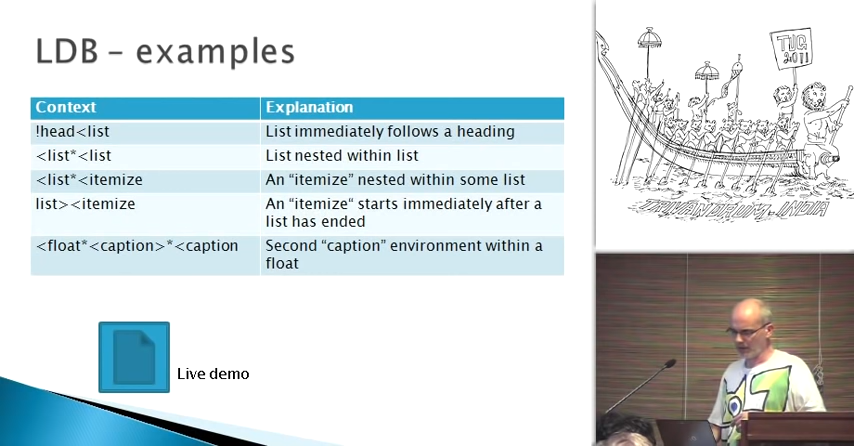 LDB – examples
Context Explanation
!head<list List immediately follows a heading
<list*<list List nested within list
<list*<itemize An “itemize” nested within some list
list><itemize An “itemize“ starts immediately after a
list has ended
<float*<caption>*<caption Second “caption” environment within a
float
Live demo
TUG
2011
TRIVANDRUM, INDIA